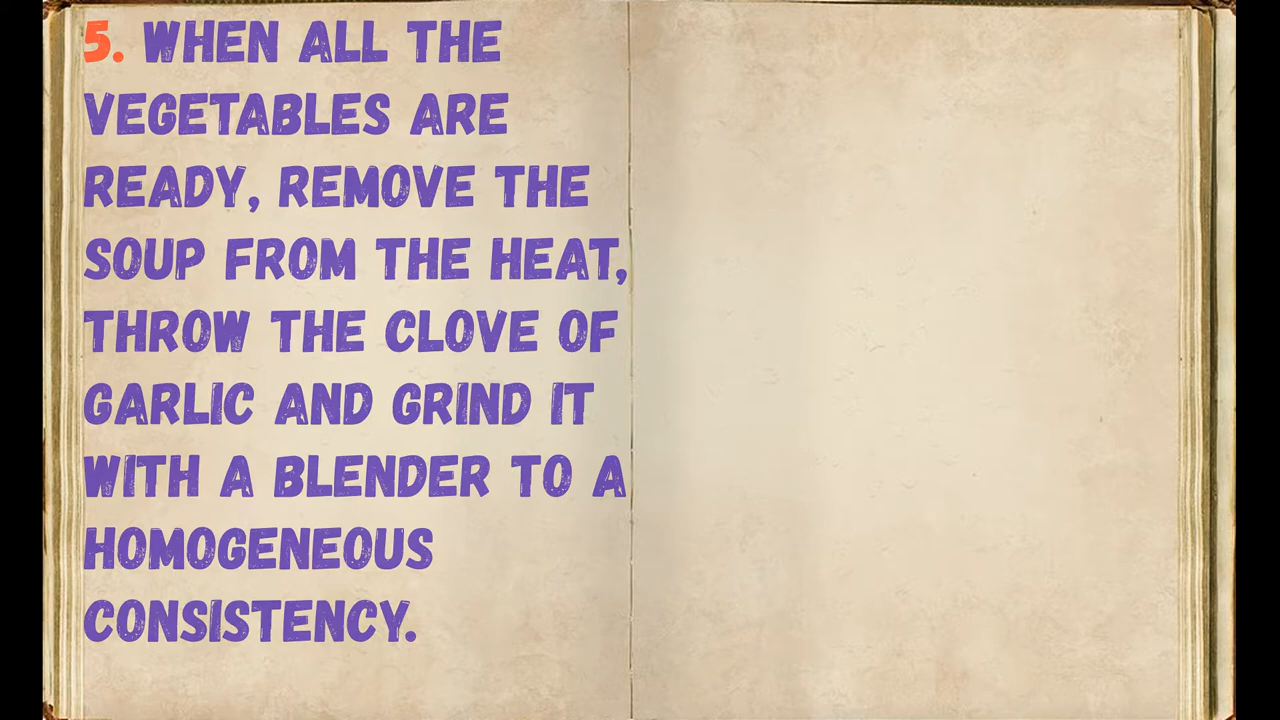 5. WHEN ALL THE
VEGETABLES ARE
READY, REMOVE THE
SOUP FROM THE HEAT,
THROW THE CLOVE OF
GARLIC AND GRIND IT
WITH A BLENDER TO A
HOMOGENEOUS
CONSISTENCY.